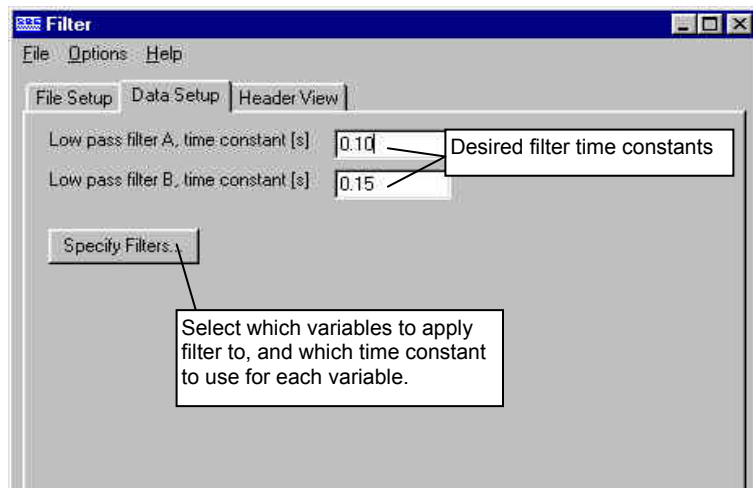 SBE Filter
File Options Help
File Setup Data Setup Header View
Low pass filter A, time constant [s] 0.10
Desired filter time constants
Low pass filter B, time constant [s] 0.15
Specify Filters...
Select which variables to apply
filter to, and which time constant
to use for each variable.